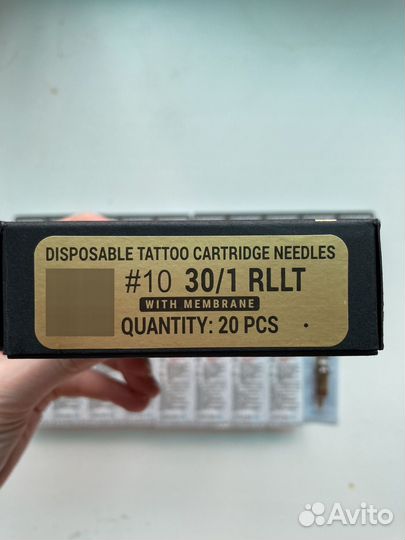 DISPOSABLE TATTOO CARTRIDGE NEEDLES
#10 30/1 RLLT
WITH MEMBRANE
QUANTITY: 20 PCS
Avito